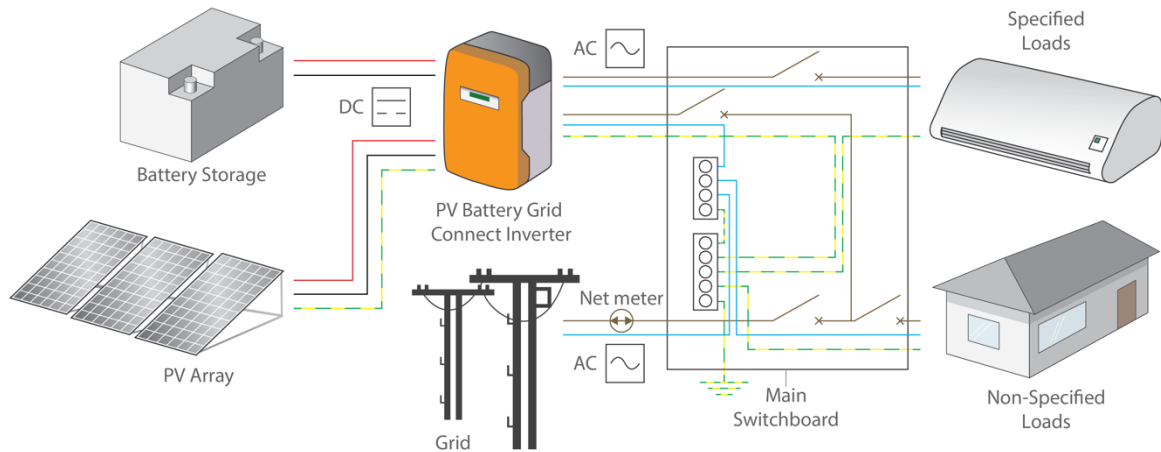 AC
Specified
Loads
DC
Battery Storage
PV Battery Grid
Connect Inverter
Net meter
PV Array
AC
Main
Switchboard
Non-Specified
Loads
Grid